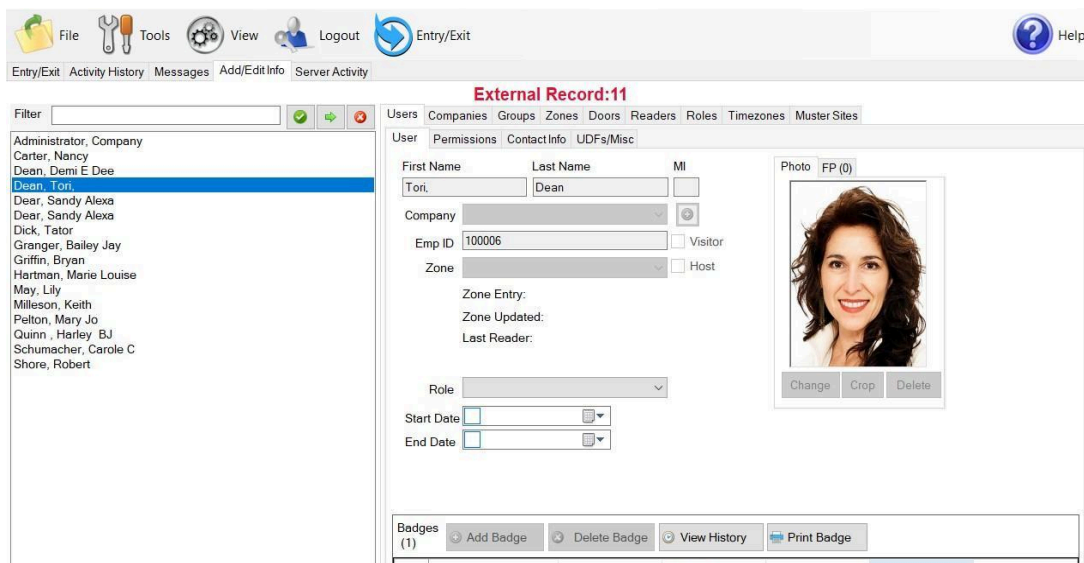 File Tools View Logout Entry/Exit Help
Entry/Exit Activity History Messages Add/Edit Info Server Activity
External Record:11
Filter
Users Companies Groups Zones Doors Readers Roles Timezones Muster Sites
User Permissions Contact Info UDFs/Misc
Administrator, Company
Carter, Nancy
Dean, Demi E Dee
Dean, Tori,
Dear, Sandy Alexa
Dear, Sandy Alexa
Dick, Tator
Granger, Bailey Jay
Griffin, Bryan
Hartman, Marie Louise
May, Lily
Milleson, Keith
Pelton, Mary Jo
Quinn , Harley BJ
Schumacher, Carole C
Shore, Robert
First Name Last Name MI
Tori, Dean
Company
Emp ID 100006 Visitor
Zone Host
Zone Entry:
Zone Updated:
Last Reader:
Role
Start Date
End Date
Photo FP (0)
Change Crop Delete
Badges (1) Add Badge Delete Badge View History Print Badge